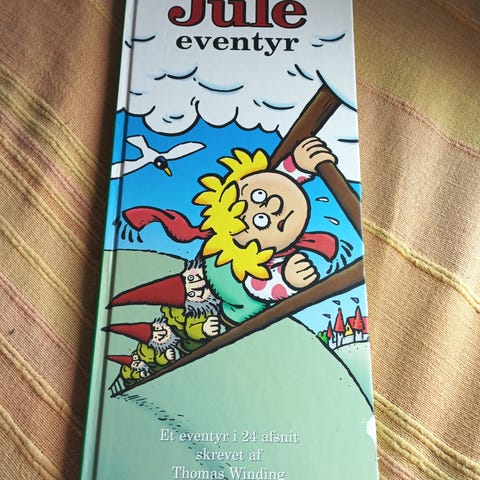 Jule
eventyr
Et eventyr i 24 afsnit
skrevet af
Thomas Winding